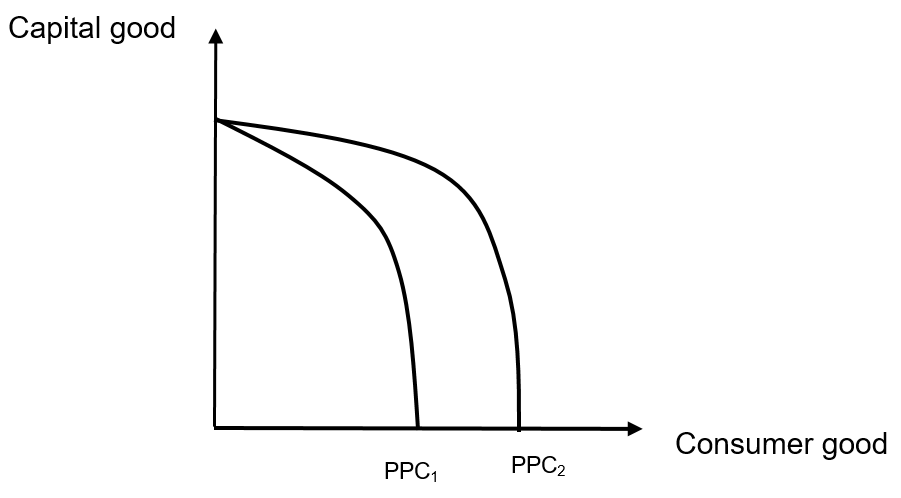 Capital good
Consumer good
PPC₁
PPC₂